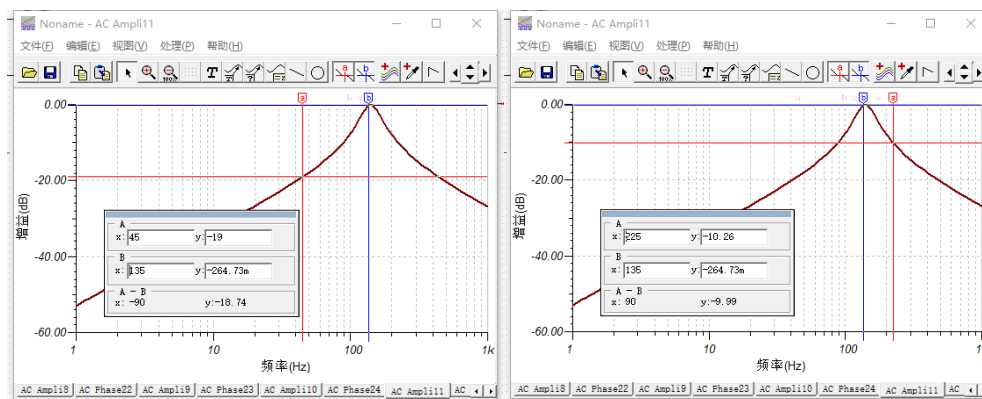 Noname - AC Ampli11
文件(F) 编辑(E) 视图(V) 处理(P) 帮助(H)
T
100%
a b
0.00
-20.00
-40.00
-60.00
增益(dB)
A
x: 45 y: -19
B
x: 135 y: -264.73m
A - B
x: -90 y:-18.74
1 10 100 1k
频率(Hz)
AC Ampli8 AC Phase22 AC Ampli9 AC Phase23 AC Ampli10 AC Phase24 AC Ampli11 AC
Noname - AC Ampli11
文件(F) 编辑(E) 视图(V) 处理(P) 帮助(H)
T
100%
b a
0.00
-20.00
-40.00
-60.00
增益(dB)
A
x: 225 y: -10.26
B
x: 135 y: -264.73m
A - B
x: 90 y:-9.99
1 10 100
频率(Hz)
AC Ampli8 AC Phase22 AC Ampli9 AC Phase23 AC Ampli10 AC Phase24 AC Ampli11 AC